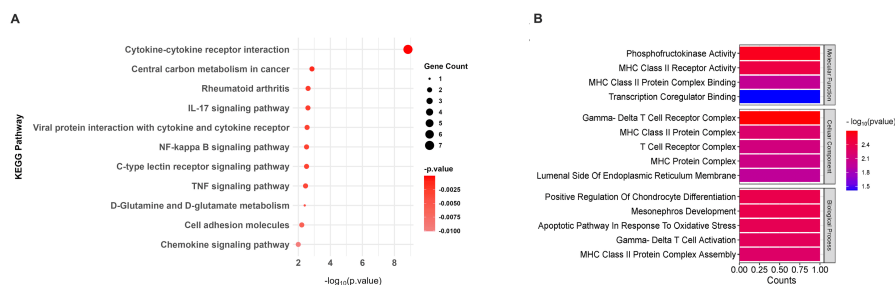 A
KEGG Pathway
Cytokine-cytokine receptor interaction
Central carbon metabolism in cancer
Rheumatoid arthritis
IL-17 signaling pathway
Viral protein interaction with cytokine and cytokine receptor
NF-kappa B signaling pathway
C-type lectin receptor signaling pathway
TNF signaling pathway
D-Glutamine and D-glutamate metabolism
Cell adhesion molecules
Chemokine signaling pathway
2 4 6 8
-log10(p.value)
Gene Count
1
2
3
4
5
6
7
-p.value
-0.0025
-0.0050
-0.0075
-0.0100
B
Phosphofructokinase Activity
MHC Class II Receptor Activity
MHC Class II Protein Complex Binding
Transcription Coregulator Binding
Molecular Function
Gamma- Delta T Cell Receptor Complex
MHC Class II Protein Complex
T Cell Receptor Complex
MHC Protein Complex
Lumenal Side Of Endoplasmic Reticulum Membrane
Celluar Component
Positive Regulation Of Chondrocyte Differentiation
Mesonephros Development
Apoptotic Pathway In Response To Oxidative Stress
Gamma- Delta T Cell Activation
MHC Class II Protein Complex Assembly
Biological Process
0.00 0.25 0.50 0.75 1.00
Counts
- log10(pvalue)
2.7
2.4
2.1
1.8
1.5